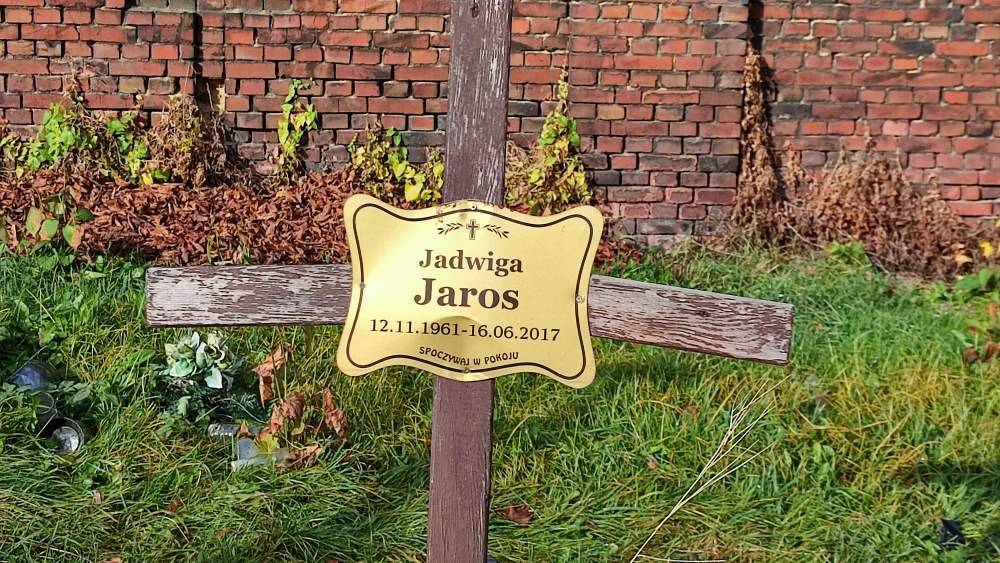 Jadwiga
Jaros
12.11.1961-16.06.2017
SPOCZYWAJ W POKOJU